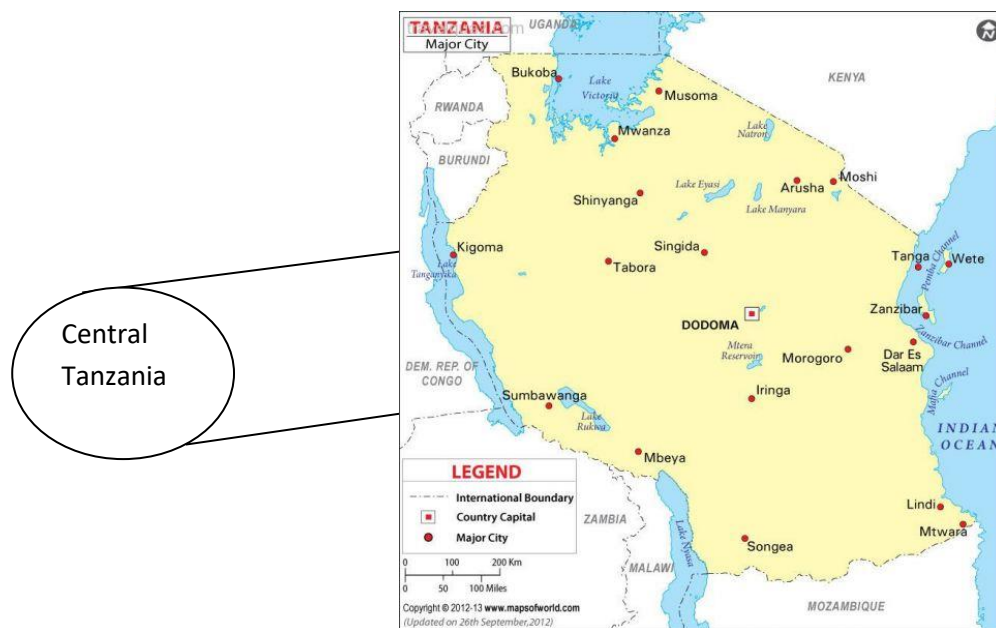 Central
Tanzania
TANZANIA
Major City
UGANDA
KENYA
RWANDA
BURUNDI
Bukoba
Lake
Victoria
Musoma
Mwanza
Lake
Natron
Shinyanga
Lake Eyasi
Lake Manyara
Arusha
Moshi
Kigoma
Lake
Tanganyika
Tabora
Singida
Tanga
Pemba Channel
Wete
DODOMA
Zanzibar
Zanzibar Channel
Mtera
Reservoir
Morogoro
Dar Es
Salaam
Mafia Channel
DEM. REP. OF
CONGO
Sumbawanga
Lake
Rukwa
Iringa
INDIAN
OCEAN
Mbeya
LEGEND
International Boundary
Country Capital
Major City
0 100 200 Km
0 50 100 Miles
ZAMBIA
Lake Nyasa
Lindi
Mtwara
Songea
MALAWI
MOZAMBIQUE
Copyright © 2012-13 www.mapsofworld.com
(Updated on 26th September,2012)